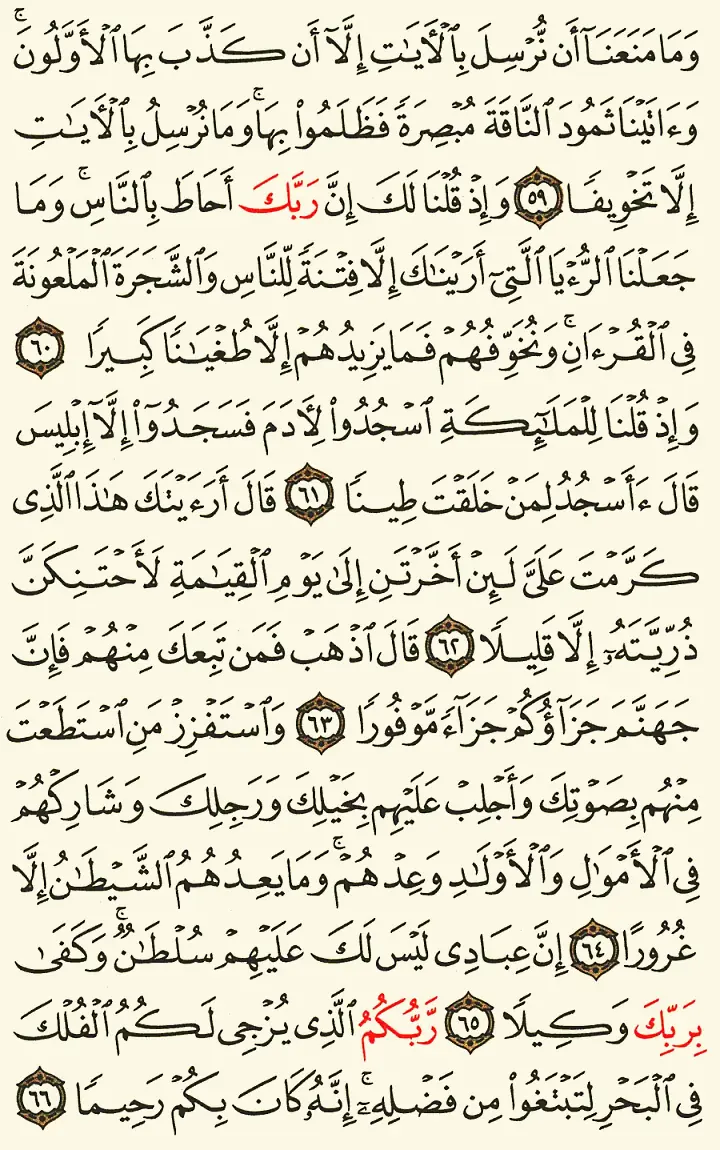 وَمَا مَنَعَنَآ أَن نُّرْسِلَ بِٱلْأَيَٰتِ إِلَّآ أَن كَذَّبَ بِهَا ٱلْأَوَّلُونَ ۚ
وَءَاتَيْنَا ثَمُودَ ٱلنَّاقَةَ مُبْصِرَةً فَظَلَمُوا۟ بِهَا ۚ وَمَا نُرْسِلُ بِٱلْأَيَٰتِ
إِلَّا تَخْوِيفًا ٥٩ وَإِذْ قُلْنَا لَكَ إِنَّ رَبَّكَ أَحَاطَ بِٱلنَّاسِ ۚ وَمَا
جَعَلْنَا ٱلرُّءْيَا ٱلَّتِىٓ أَرَيْنَٰكَ إِلَّا فِتْنَةً لِّلنَّاسِ وَٱلشَّجَرَةَ ٱلْمَلْعُونَةَ
فِى ٱلْقُرْءَانِ ۚ وَنُخَوِّفُهُمْ فَمَا يَزِيدُهُمْ إِلَّا طُغْيَٰنًا كَبِيرًا ٦٠
وَإِذْ قُلْنَا لِلْمَلَٰٓئِكَةِ ٱسْجُدُوا۟ لِأَدَمَ فَسَجَدُوٓا۟ إِلَّآ إِبْلِيسَ
قَالَ ءَأَسْجُدُ لِمَنْ خَلَقْتَ طِينًا ٦١ قَالَ أَرَءَيْتَكَ هَٰذَا ٱلَّذِى
كَرَّمْتَ عَلَىَّ لَئِنْ أَخَّرْتَنِ إِلَىٰ يَوْمِ ٱلْقِيَٰمَةِ لَأَحْتَنِكَنَّ
ذُرِّيَّتَهُۥٓ إِلَّا قَلِيلًا ٦٢ قَالَ ٱذْهَبْ فَمَن تَبِعَكَ مِنْهُمْ فَإِنَّ
جَهَنَّمَ جَزَآؤُكُمْ جَزَآءً مَّوْفُورًا ٦٣ وَٱسْتَفْزِزْ مَنِ ٱسْتَطَعْتَ
مِنْهُم بِصَوْتِكَ وَأَجْلِبْ عَلَيْهِم بِخَيْلِكَ وَرَجِلِكَ وَشَارِكْهُمْ
فِى ٱلْأَمْوَٰلِ وَٱلْأَوْلَٰدِ وَعِدْهُمْ ۚ وَمَا يَعِدُهُمُ ٱلشَّيْطَٰنُ إِلَّا
غُرُورًا ٦٤ إِنَّ عِبَادِى لَيْسَ لَكَ عَلَيْهِمْ سُلْطَٰنٌ ۚ وَكَفَىٰ
بِرَبِّكَ وَكِيلًا ٦٥ رَّبُّكُمُ ٱلَّذِى يُزْجِى لَكُمُ ٱلْفُلْكَ
فِى ٱلْبَحْرِ لِتَبْتَغُوا۟ مِن فَضْلِهِۦٓ ۚ إِنَّهُۥ كَانَ بِكُمْ رَحِيمًا ٦٦